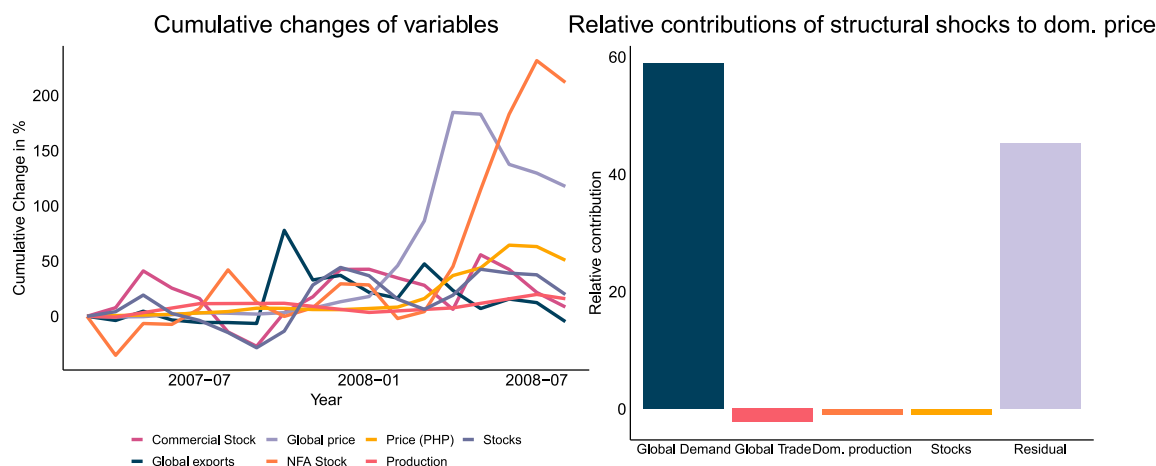 Cumulative changes of variables
Cumulative Change in %
200
150
100
50
0
2007−07
2008−01
2008−07
Year
Commercial Stock
Global price
Price (PHP)
Stocks
Global exports
NFA Stock
Production
Relative contributions of structural shocks to dom. price
Relative contribution
60
40
20
0
Global Demand
Global Trade
Dom. production
Stocks
Residual